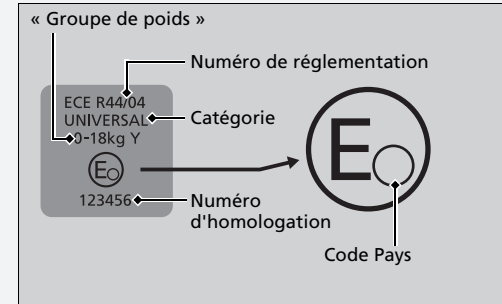 « Groupe de poids »
Numéro de réglementation
ECE R44/04
UNIVERSAL
Catégorie
0-18kg Y
E
E
123456
Numéro
d'homologation
Code Pays